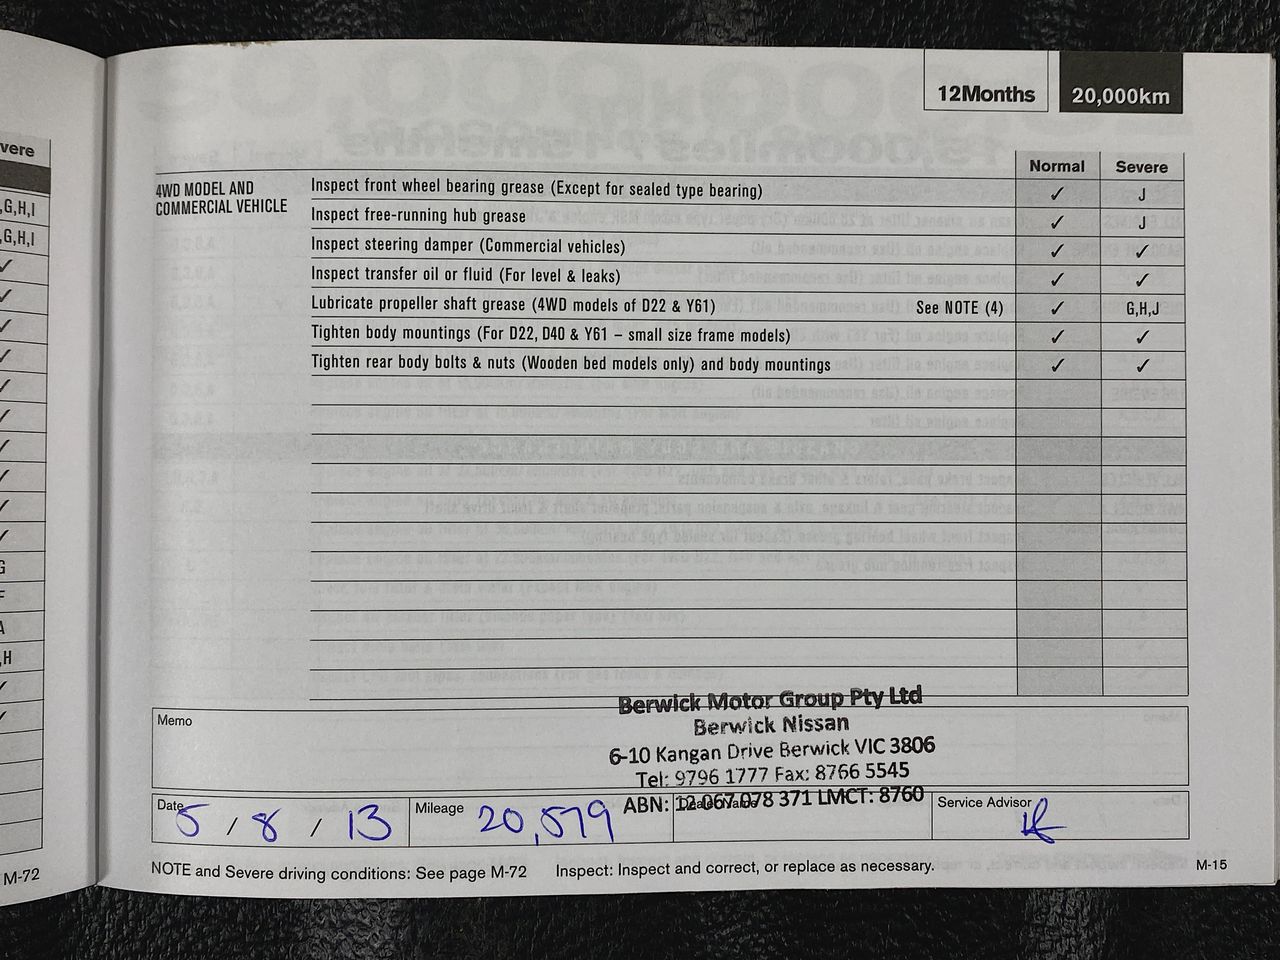 12Months 20,000km
Normal Severe
4WD MODEL AND COMMERCIAL VEHICLE
Inspect front wheel bearing grease (Except for sealed type bearing) ✓ J
Inspect free-running hub grease ✓ J
Inspect steering damper (Commercial vehicles) ✓ ✓
Inspect transfer oil or fluid (For level & leaks) ✓ ✓
Lubricate propeller shaft grease (4WD models of D22 & Y61) See NOTE (4) ✓ G,H,J
Tighten body mountings (For D22, D40 & Y61 – small size frame models) ✓ ✓
Tighten rear body bolts & nuts (Wooden bed models only) and body mountings ✓ ✓
Memo
Berwick Motor Group Pty Ltd
Berwick Nissan
6-10 Kangan Drive Berwick VIC 3806
Tel: 9796 1777 Fax: 8766 5545
ABN: 12 067 078 371 LMCT: 8760
Date 5 / 8 / 13 Mileage 20,579 Dealer Name Service Advisor
NOTE and Severe driving conditions: See page M-72 Inspect: Inspect and correct, or replace as necessary. M-15
vere
,G,H,I
,G,H,I
✓
✓
✓
✓
✓
✓
✓
✓
✓
✓
G
F
A
,H
✓
✓
M-72